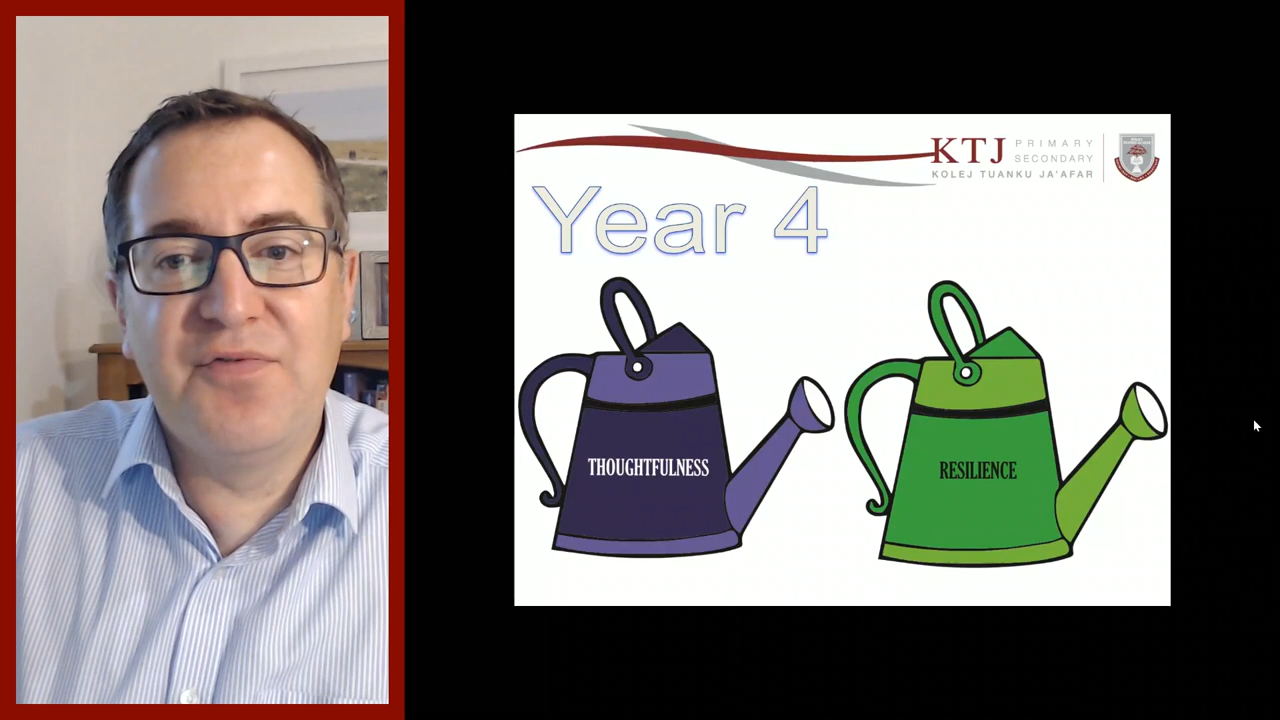 KTJ PRIMARY
SECONDARY
KOLEJ TUANKU JA'AFAR
Year 4
THOUGHTFULNESS
RESILIENCE